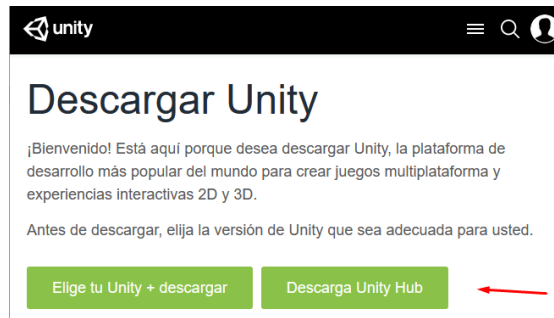 unity
Descargar Unity
¡Bienvenido! Está aquí porque desea descargar Unity, la plataforma de
desarrollo más popular del mundo para crear juegos multiplataforma y
experiencias interactivas 2D y 3D.
Antes de descargar, elija la versión de Unity que sea adecuada para usted.
Elige tu Unity + descargar
Descarga Unity Hub